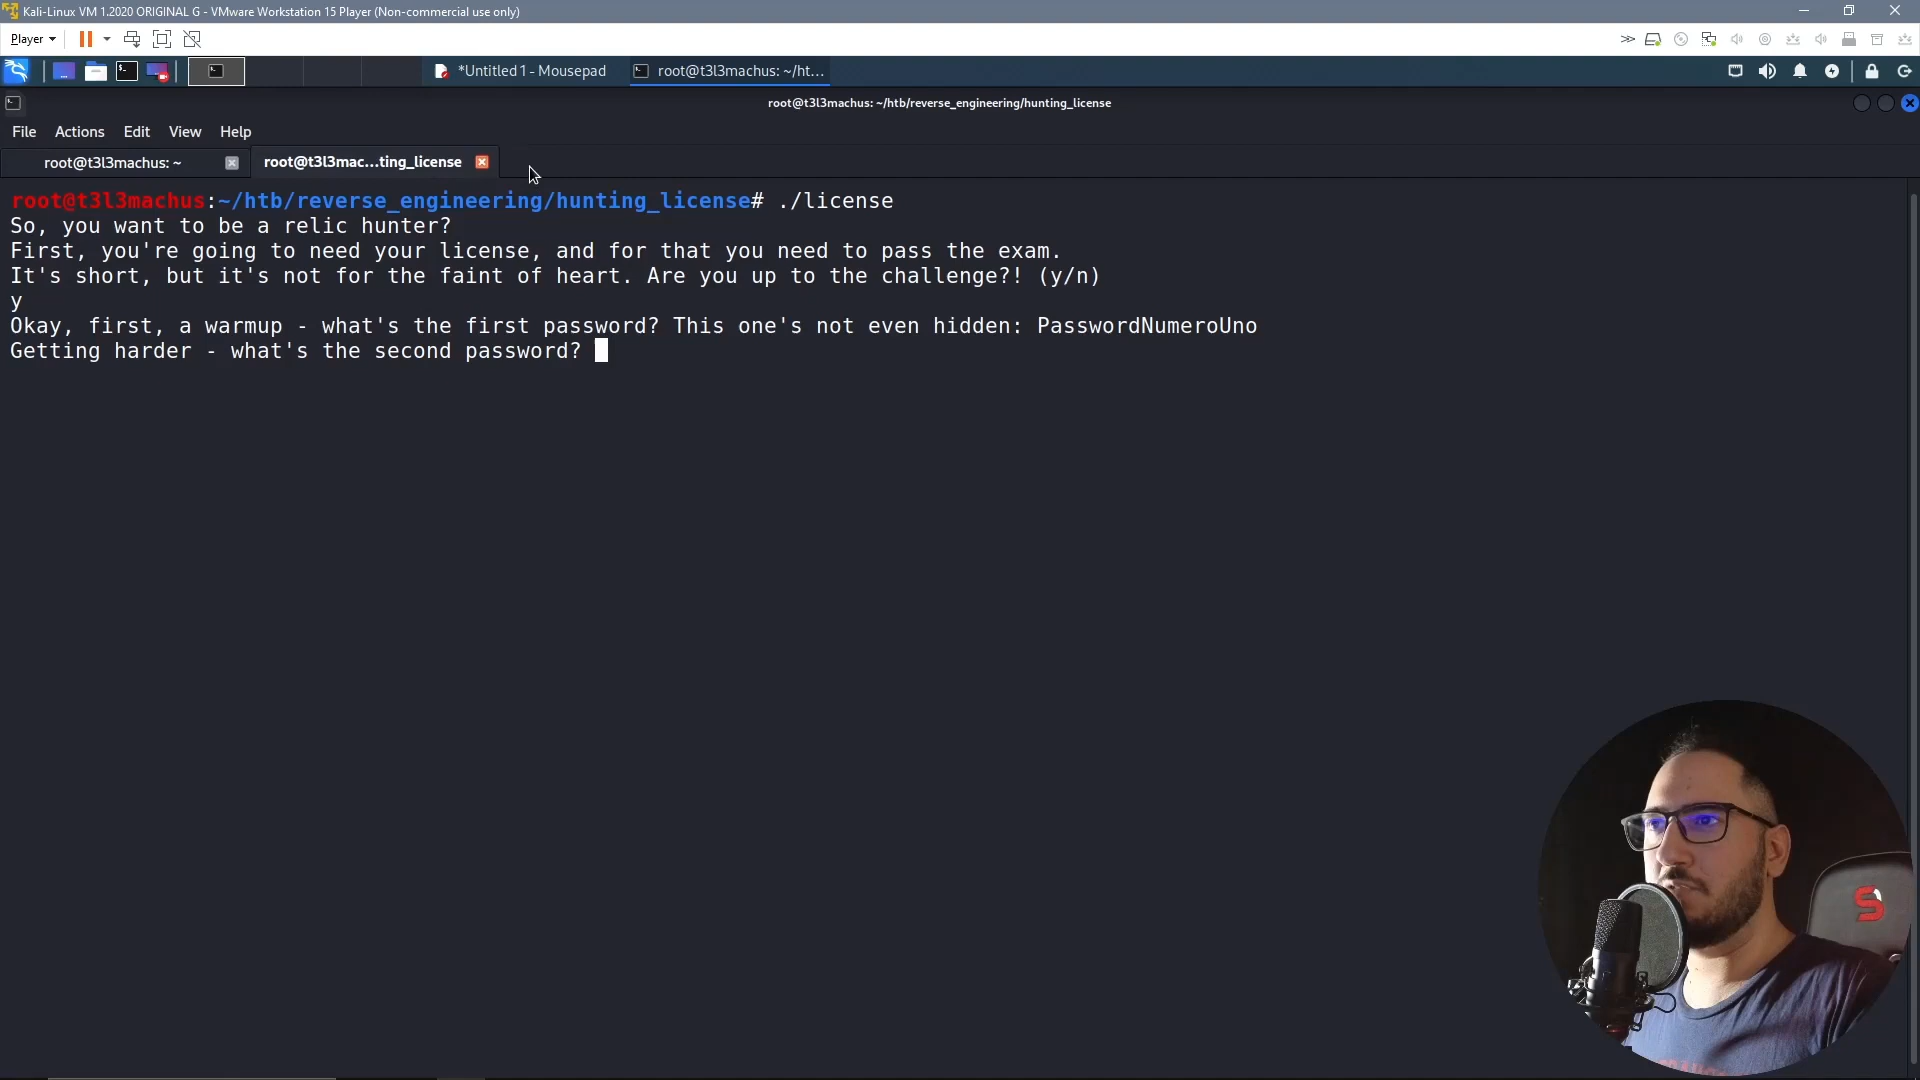 Kali-Linux VM 1.2020 ORIGINAL G - VMware Workstation 15 Player (Non-commercial use only)
Player
*Untitled 1 - Mousepad
root@t3l3machus: ~/ht...
root@t3l3machus: ~/htb/reverse_engineering/hunting_license
File Actions Edit View Help
root@t3l3machus: ~
root@t3l3mac...ting_license
root@t3l3machus:~/htb/reverse_engineering/hunting_license# ./license
So, you want to be a relic hunter?
First, you're going to need your license, and for that you need to pass the exam.
It's short, but it's not for the faint of heart. Are you up to the challenge?! (y/n)
y
Okay, first, a warmup - what's the first password? This one's not even hidden: PasswordNumeroUno
Getting harder - what's the second password?